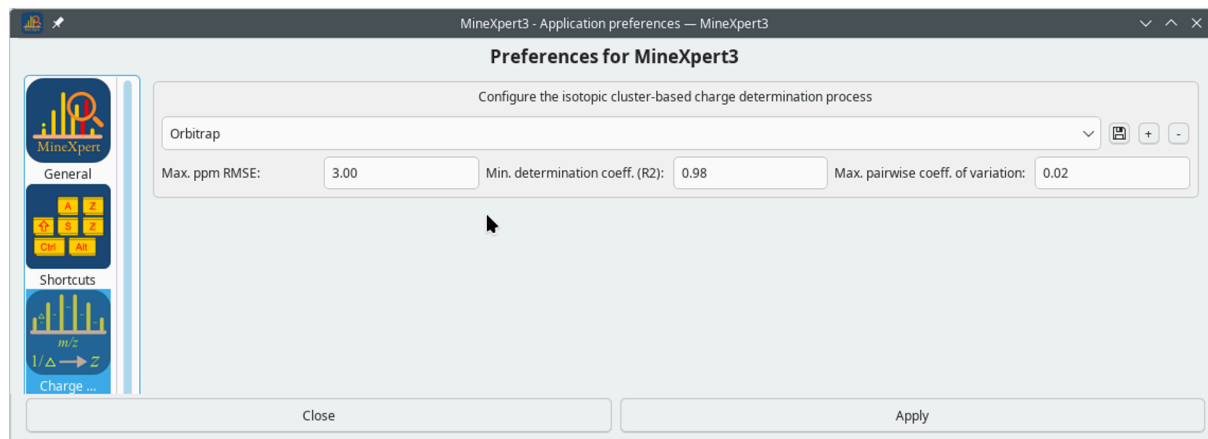 MineXpert3 - Application preferences — MineXpert3
Preferences for MineXpert3
MineXpert
General
A Z
S Z
Ctrl Alt
Shortcuts
m/z
1/△ → Z
Charge ...
Configure the isotopic cluster-based charge determination process
Orbitrap
+ -
Max. ppm RMSE: 3.00 Min. determination coeff. (R2): 0.98 Max. pairwise coeff. of variation: 0.02
Close Apply